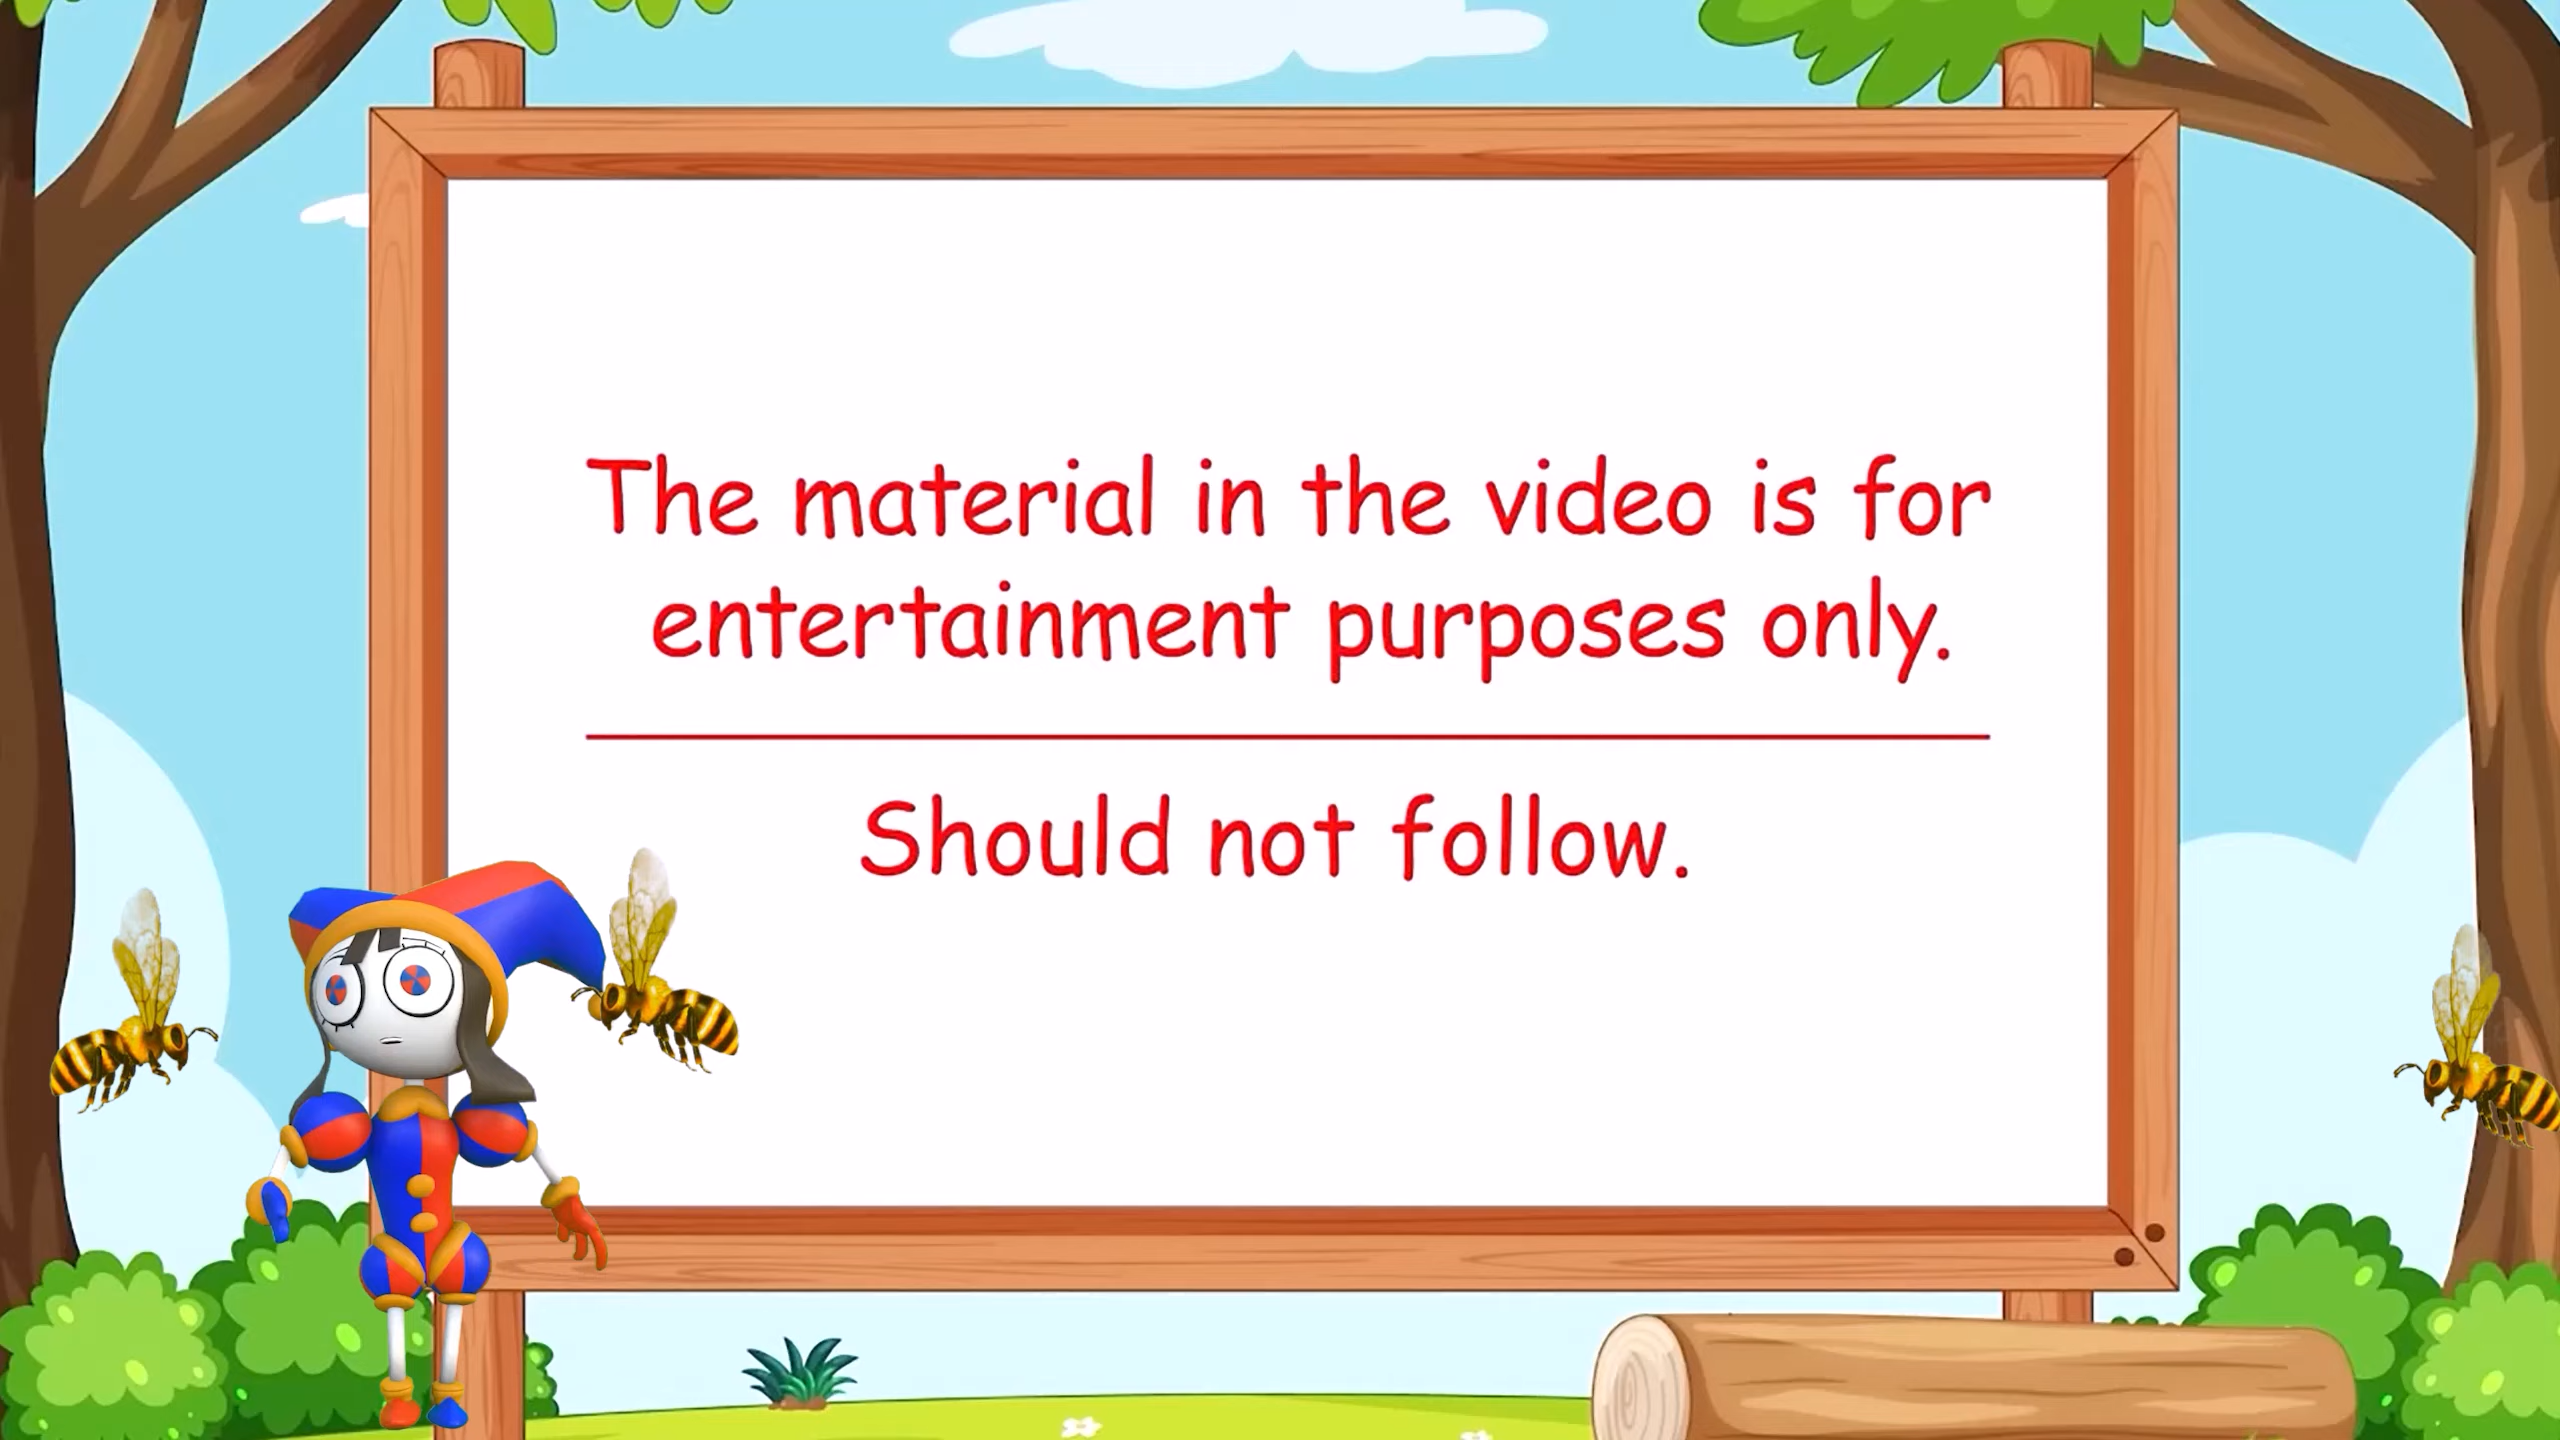 The material in the video is for
entertainment purposes only.
Should not follow.